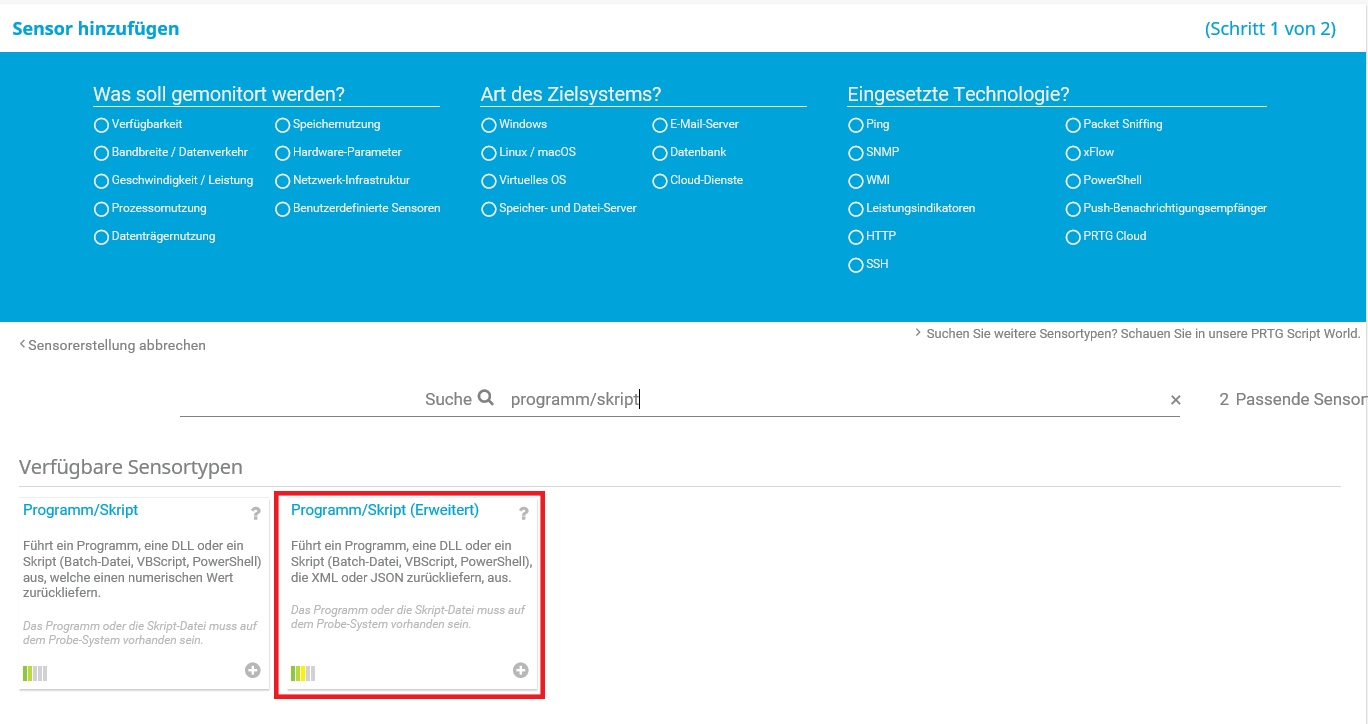 Sensor hinzufügen
(Schritt 1 von 2)
Was soll gemonitort werden?
Verfügbarkeit
Speichernutzung
Bandbreite / Datenverkehr
Hardware-Parameter
Geschwindigkeit / Leistung
Netzwerk-Infrastruktur
Prozessornutzung
Benutzerdefinierte Sensoren
Datenträgernutzung
Art des Zielsystems?
Windows
E-Mail-Server
Linux / macOS
Datenbank
Virtuelles OS
Cloud-Dienste
Speicher- und Datei-Server
Eingesetzte Technologie?
Ping
Packet Sniffing
SNMP
xFlow
WMI
PowerShell
Leistungsindikatoren
Push-Benachrichtigungsempfänger
HTTP
PRTG Cloud
SSH
Suchen Sie weitere Sensortypen? Schauen Sie in unsere PRTG Script World.
Sensorerstellung abbrechen
Suche programm/skript
2 Passende Sensor
Verfügbare Sensortypen
Programm/Skript
?
Führt ein Programm, eine DLL oder ein
Skript (Batch-Datei, VBScript, PowerShell)
aus, welche einen numerischen Wert
zurückliefern.
Das Programm oder die Skript-Datei muss auf
dem Probe-System vorhanden sein.
Programm/Skript (Erweitert)
?
Führt ein Programm, eine DLL oder ein
Skript (Batch-Datei, VBScript, PowerShell),
die XML oder JSON zurückliefern, aus.
Das Programm oder die Skript-Datei muss auf
dem Probe-System vorhanden sein.